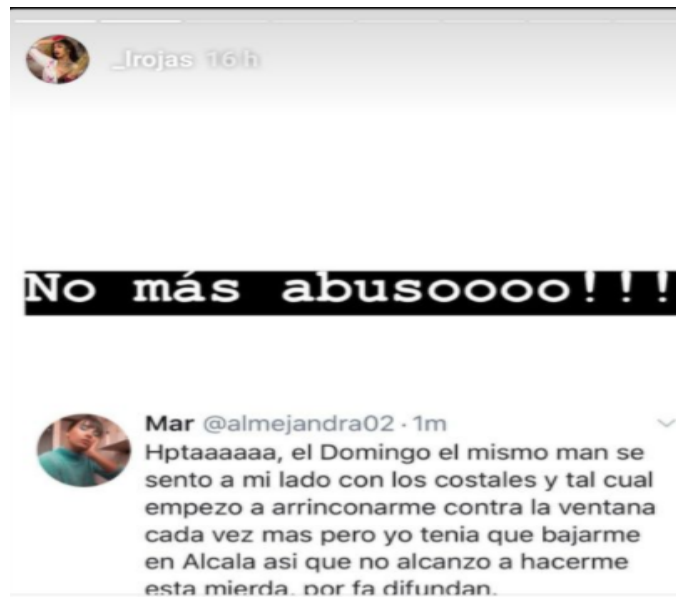 _lrojas 16 h
No más abusoooo!!!
Mar @almejandra02 · 1m
Hptaaaaaa, el Domingo el mismo man se
sento a mi lado con los costales y tal cual
empezo a arrinconarme contra la ventana
cada vez mas pero yo tenia que bajarme
en Alcala asi que no alcanzo a hacerme
esta mierda, por fa difundan.